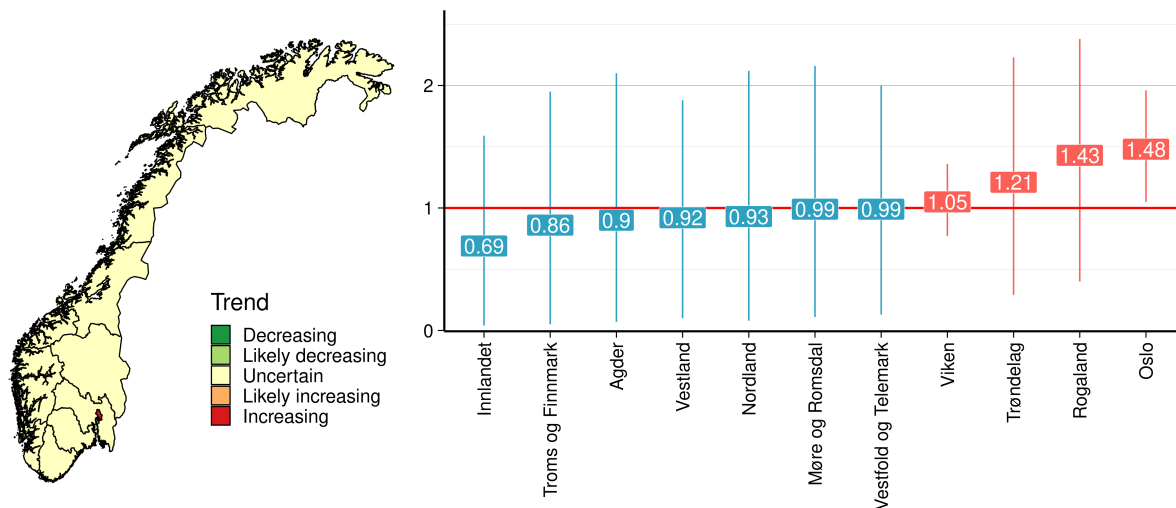 Trend
Decreasing
Likely decreasing
Uncertain
Likely increasing
Increasing
2
1
0
0.69
0.86
0.9
0.92
0.93
0.99
0.99
1.05
1.21
1.43
1.48
Innlandet
Troms og Finnmark
Agder
Vestland
Nordland
Møre og Romsdal
Vestfold og Telemark
Viken
Trøndelag
Rogaland
Oslo